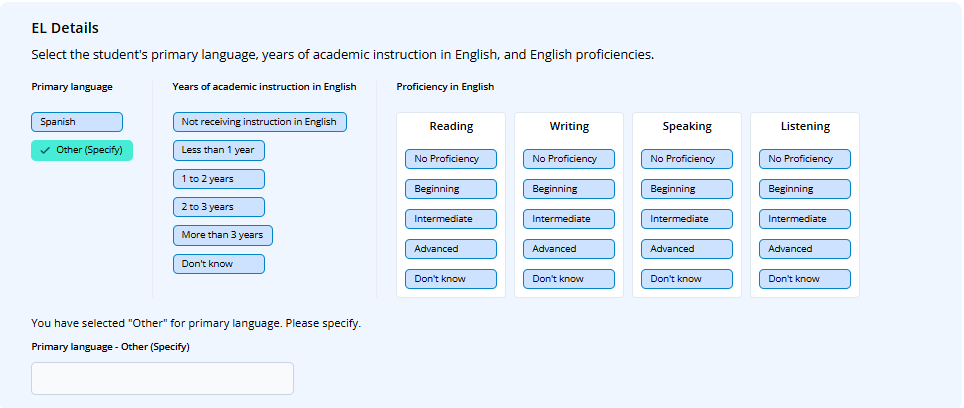 EL Details
Select the student's primary language, years of academic instruction in English, and English proficiencies.
Primary language
Spanish
Other (Specify)
Years of academic instruction in English
Not receiving instruction in English
Less than 1 year
1 to 2 years
2 to 3 years
More than 3 years
Don't know
Proficiency in English
Reading
No Proficiency
Beginning
Intermediate
Advanced
Don't know
Writing
No Proficiency
Beginning
Intermediate
Advanced
Don't know
Speaking
No Proficiency
Beginning
Intermediate
Advanced
Don't know
Listening
No Proficiency
Beginning
Intermediate
Advanced
Don't know
You have selected "Other" for primary language. Please specify.
Primary language - Other (Specify)